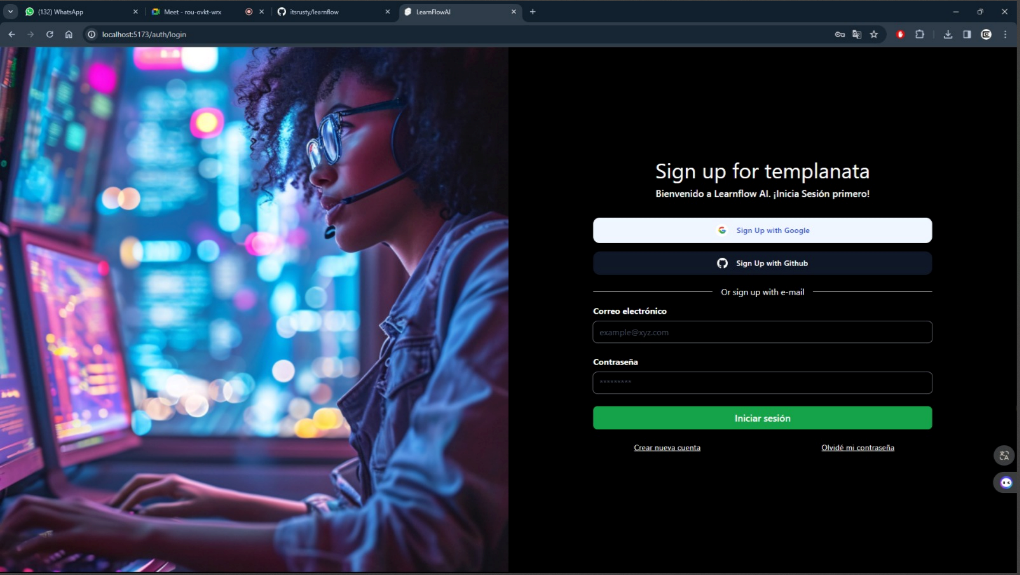 (132) WhatsApp
Meet - rou-ovkt-wrx
itsrusty/learnflow
LearnFlowAI
localhost:5173/auth/login
Sign up for templanata
Bienvenido a Learnflow AI. ¡Inicia Sesión primero!
Sign Up with Google
Sign Up with Github
Or sign up with e-mail
Correo electrónico
example@xyz.com
Contraseña
*********
Iniciar sesión
Crear nueva cuenta
Olvidé mi contraseña